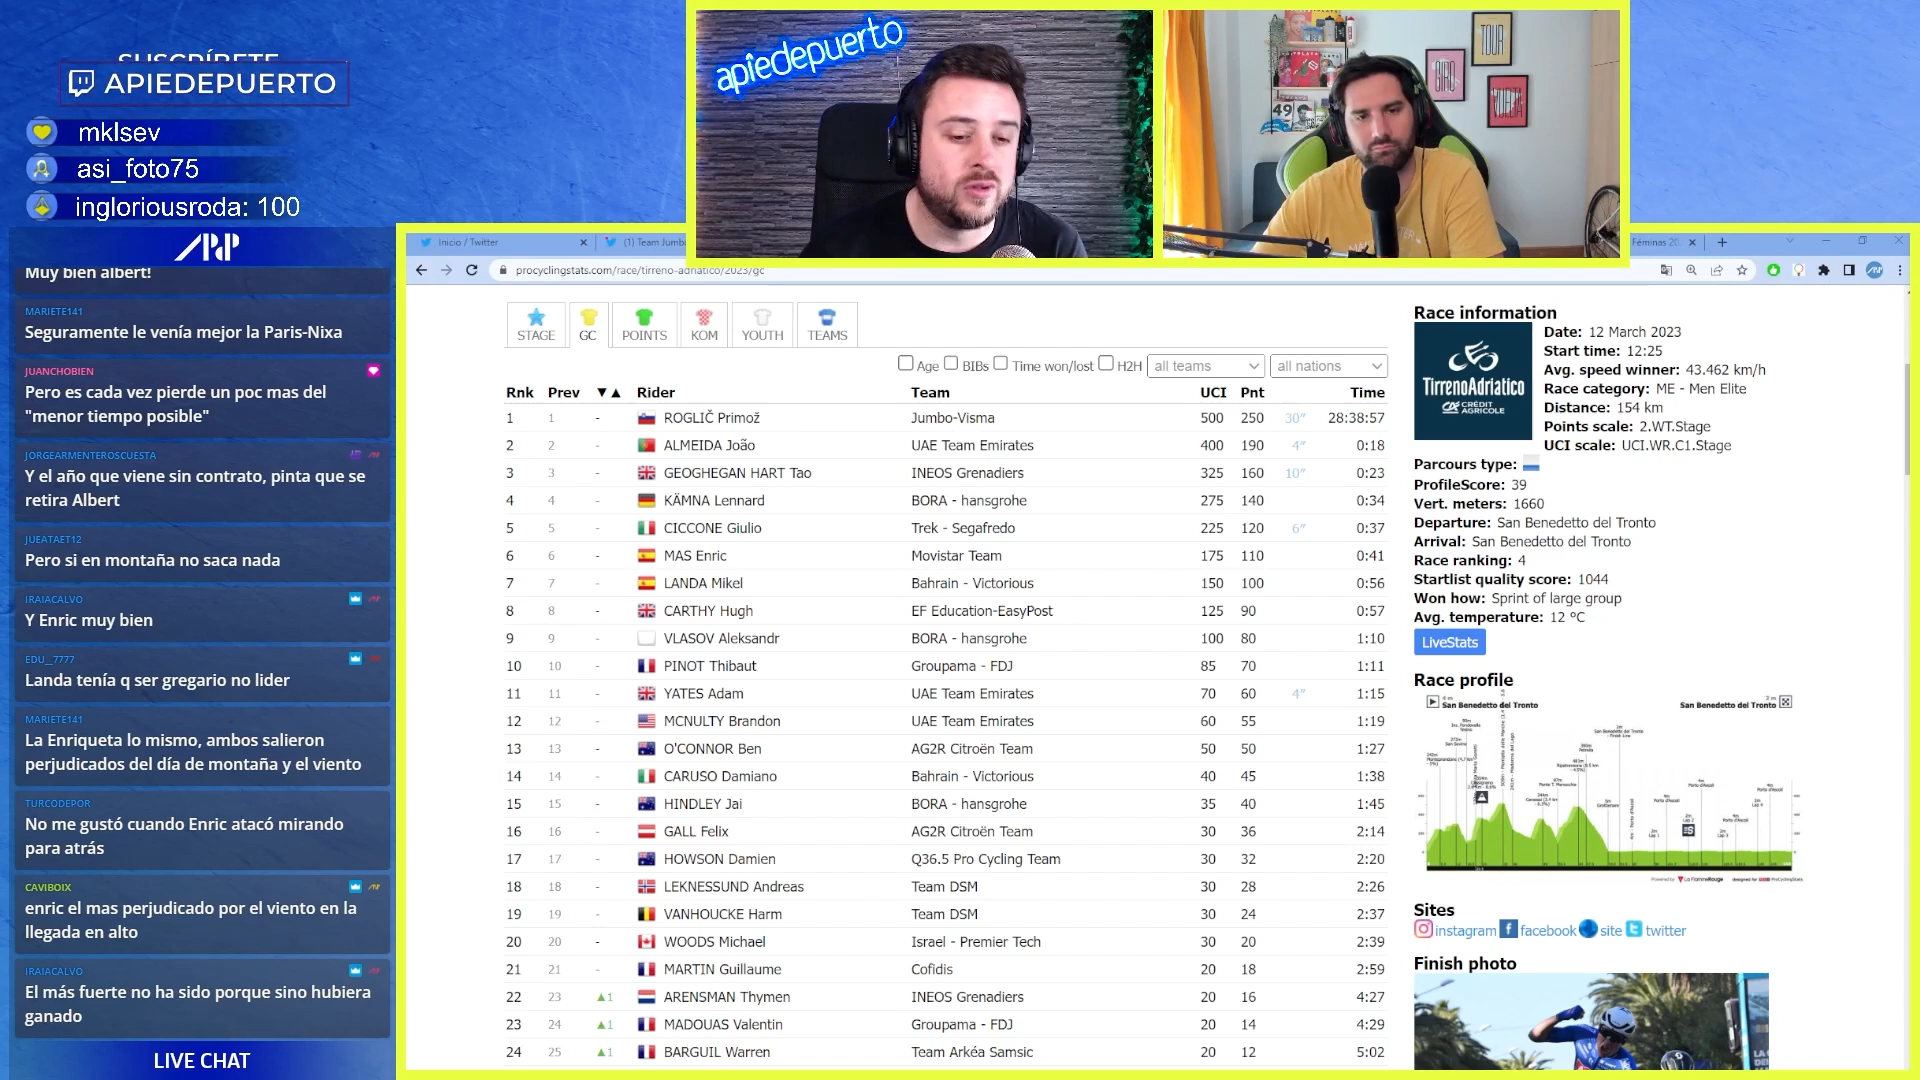 SUSCRÍBETE
APIEDEPUERTO
mklsev
asi_foto75
ingloriousroda: 100
Muy bien albert!
MARIETE141
Seguramente le venía mejor la Paris-Nixa
JUANCHOBIEN
Pero es cada vez pierde un poc mas del
"menor tiempo posible"
JORGEARMENTEROSCUESTA
Y el año que viene sin contrato, pinta que se
retira Albert
JUEATAET12
Pero si en montaña no saca nada
IRAIACALVO
Y Enric muy bien
EDU_7777
Landa tenía q ser gregario no lider
MARIETE141
La Enriqueta lo mismo, ambos salieron
perjudicados del día de montaña y el viento
TURCODEPOR
No me gustó cuando Enric atacó mirando
para atrás
CAVIBOIX
enric el mas perjudicado por el viento en la
llegada en alto
IRAIACALVO
El más fuerte no ha sido porque sino hubiera
ganado
LIVE CHAT
apiedepuerto
TOUR
GIRO
49
Inicio / Twitter
(1) Team Jumb
Féminas 20
procyclingstats.com/race/tirreno-adriatico/2023/gc
STAGE GC POINTS KOM YOUTH TEAMS
Age BIBs Time won/lost H2H all teams all nations
Rnk Prev ▼▲ Rider Team UCI Pnt Time
1 1 - ROGLIČ Primož Jumbo-Visma 500 250 30″ 28:38:57
2 2 - ALMEIDA João UAE Team Emirates 400 190 4″ 0:18
3 3 - GEOGHEGAN HART Tao INEOS Grenadiers 325 160 10″ 0:23
4 4 - KÄMNA Lennard BORA - hansgrohe 275 140 0:34
5 5 - CICCONE Giulio Trek - Segafredo 225 120 6″ 0:37
6 6 - MAS Enric Movistar Team 175 110 0:41
7 7 - LANDA Mikel Bahrain - Victorious 150 100 0:56
8 8 - CARTHY Hugh EF Education-EasyPost 125 90 0:57
9 9 - VLASOV Aleksandr BORA - hansgrohe 100 80 1:10
10 10 - PINOT Thibaut Groupama - FDJ 85 70 1:11
11 11 - YATES Adam UAE Team Emirates 70 60 4″ 1:15
12 12 - MCNULTY Brandon UAE Team Emirates 60 55 1:19
13 13 - O'CONNOR Ben AG2R Citroën Team 50 50 1:27
14 14 - CARUSO Damiano Bahrain - Victorious 40 45 1:38
15 15 - HINDLEY Jai BORA - hansgrohe 35 40 1:45
16 16 - GALL Felix AG2R Citroën Team 30 36 2:14
17 17 - HOWSON Damien Q36.5 Pro Cycling Team 30 32 2:20
18 18 - LEKNESSUND Andreas Team DSM 30 28 2:26
19 19 - VANHOUCKE Harm Team DSM 30 24 2:37
20 20 - WOODS Michael Israel - Premier Tech 30 20 2:39
21 21 - MARTIN Guillaume Cofidis 20 18 2:59
22 23 ▲1 ARENSMAN Thymen INEOS Grenadiers 20 16 4:27
23 24 ▲1 MADOUAS Valentin Groupama - FDJ 20 14 4:29
24 25 ▲1 BARGUIL Warren Team Arkéa Samsic 20 12 5:02
Race information
TirrenoAdriatico
CRÉDIT
AGRICOLE
Date: 12 March 2023
Start time: 12:25
Avg. speed winner: 43.462 km/h
Race category: ME - Men Elite
Distance: 154 km
Points scale: 2.WT.Stage
UCI scale: UCI.WR.C1.Stage
Parcours type:
ProfileScore: 39
Vert. meters: 1660
Departure: San Benedetto del Tronto
Arrival: San Benedetto del Tronto
Race ranking: 4
Startlist quality score: 1044
Won how: Sprint of large group
Avg. temperature: 12 °C
LiveStats
Race profile
San Benedetto del Tronto
San Benedetto del Tronto
Sites
instagram facebook site twitter
Finish photo